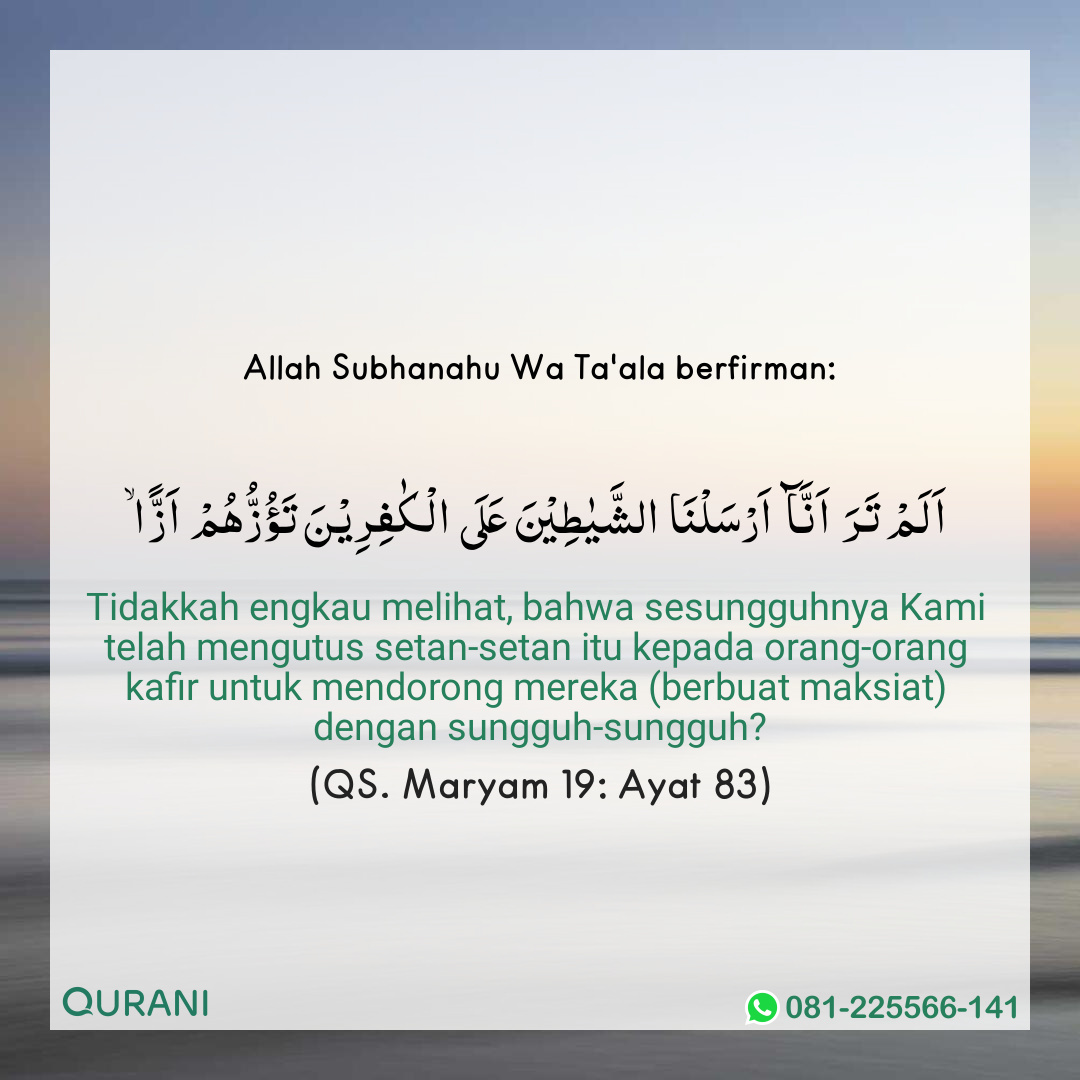 Allah Subhanahu Wa Ta'ala berfirman:
اَلَمْ تَرَ اَنَّاۤ اَرْسَلْنَا الشَّيٰطِيْنَ عَلَى الْكٰفِرِيْنَ تَؤُزُّهُمْ اَزًّا ۙ
Tidakkah engkau melihat, bahwa sesungguhnya Kami
telah mengutus setan-setan itu kepada orang-orang
kafir untuk mendorong mereka (berbuat maksiat)
dengan sungguh-sungguh?
(QS. Maryam 19: Ayat 83)
QURANI
081-225566-141